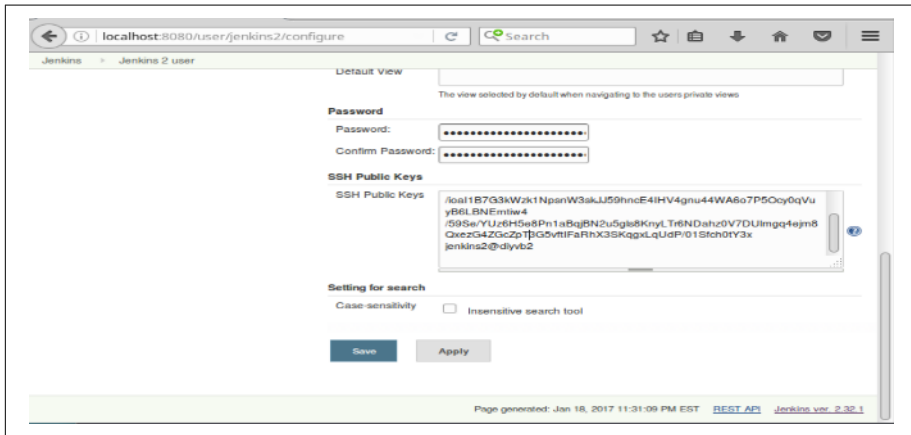 localhost:8080/user/jenkins2/configure
Search
Jenkins
Jenkins 2 user
Default View
The view selected by default when navigating to the users private views
Password
Password:
Confirm Password:
SSH Public Keys
SSH Public Keys
yB6LBNEmtiw4
jenkins2@diyvb2
Setting for search
Case-sensitivity
Insensitive search tool
Save
Apply
Page generated: Jan 18, 2017 11:31:09 PM EST REST API Jenkins ver. 2.32.1